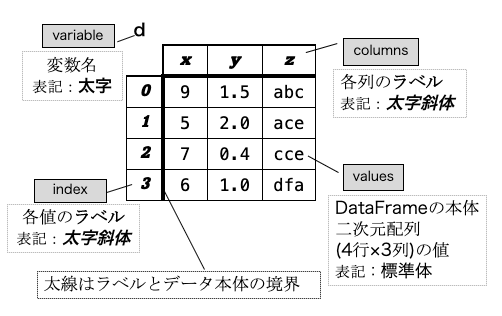 variable
d
変数名
表記：太字
x y z
0 9 1.5 abc
1 5 2.0 ace
2 7 0.4 cce
3 6 1.0 dfa
columns
各列のラベル
表記：太字斜体
index
各値のラベル
表記：太字斜体
values
DataFrameの本体
二次元配列
(4行×3列)の値
表記：標準体
太線はラベルとデータ本体の境界